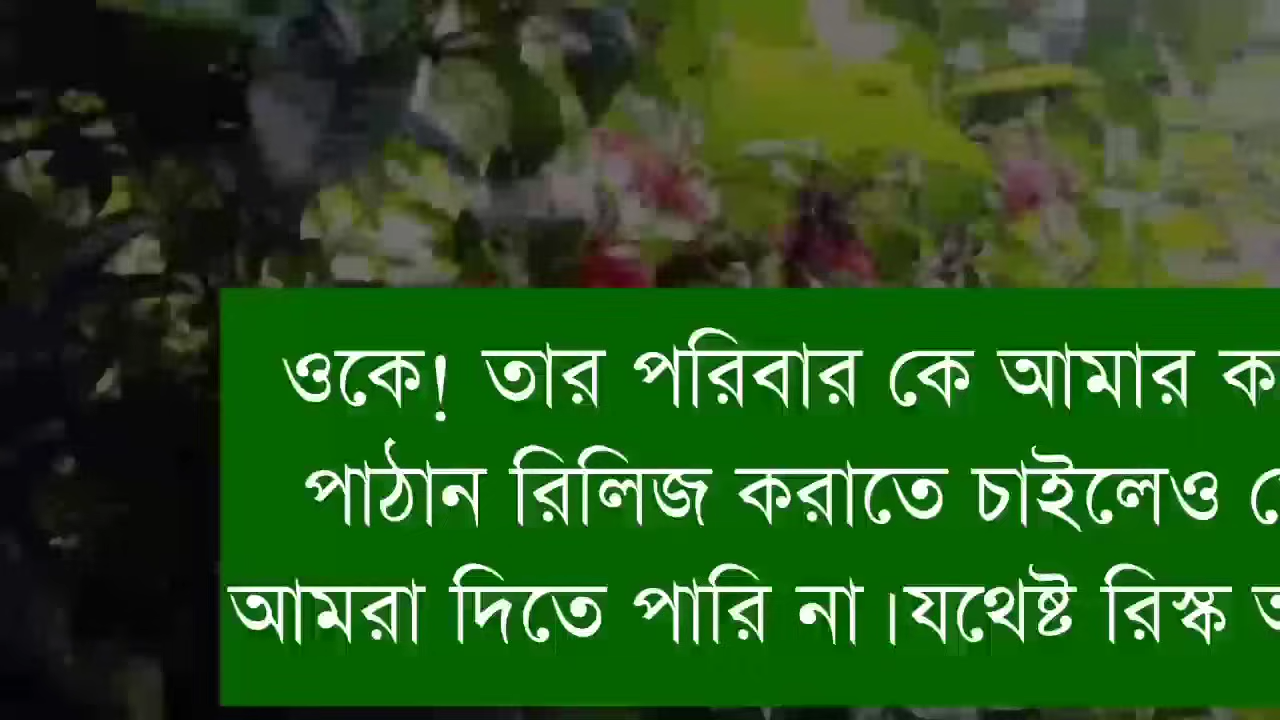 ওকে! তার পরিবার কে আমার
পাঠান রিলিজ করাতে চাইলেও
আমরা দিতে পারি না।যথেষ্ট রিস্ক